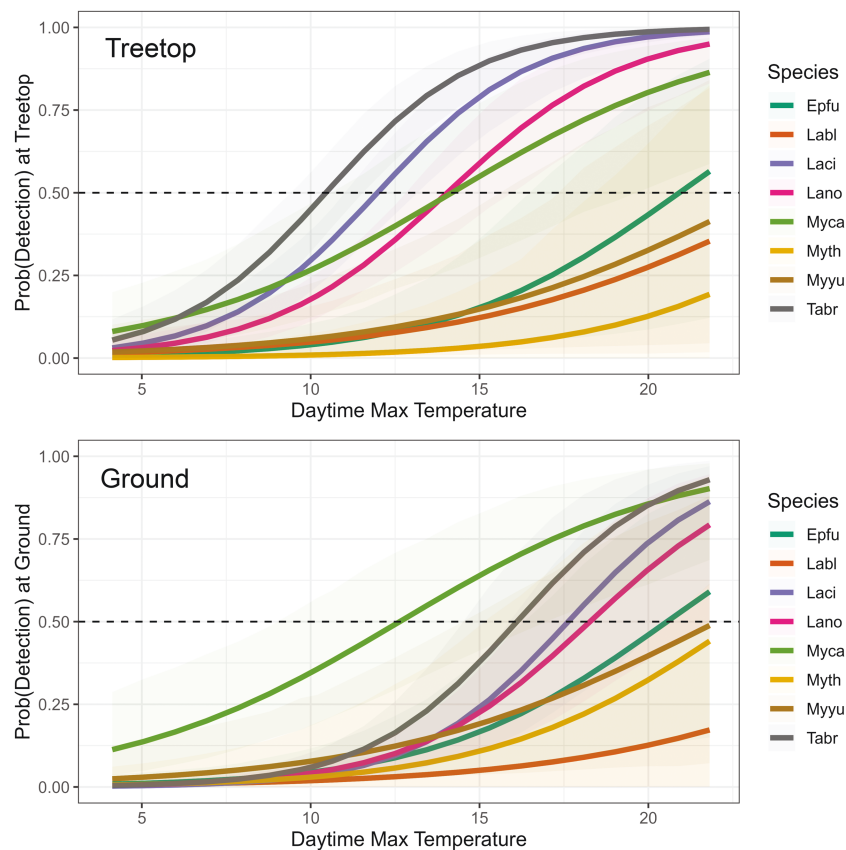 Treetop
Prob(Detection) at Treetop
1.00
0.75
0.50
0.25
0.00
5 10 15 20
Daytime Max Temperature
Species
Epfu
Labl
Laci
Lano
Myca
Myth
Myyu
Tabr
Ground
Prob(Detection) at Ground
1.00
0.75
0.50
0.25
0.00
5 10 15 20
Daytime Max Temperature
Species
Epfu
Labl
Laci
Lano
Myca
Myth
Myyu
Tabr